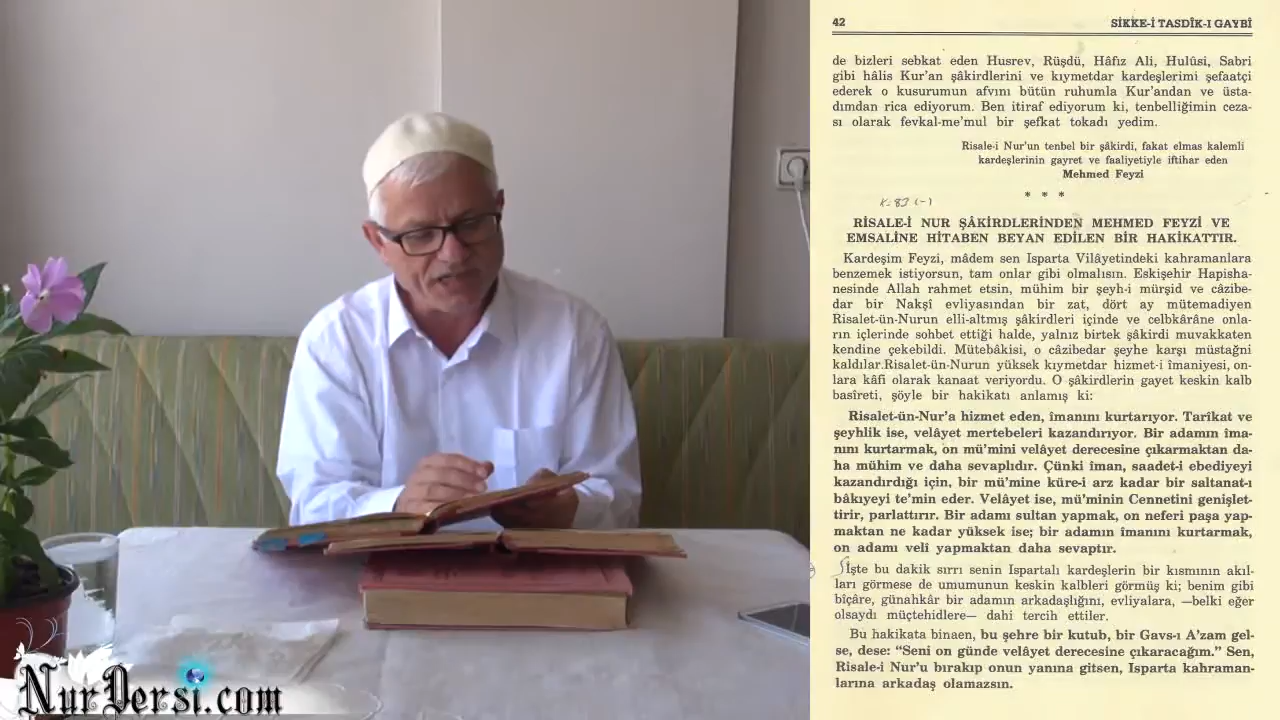 42
SİKKE-İ TASDÎK-I GAYBÎ
de bizleri sebkat eden Husrev, Rüşdü, Hâfız Ali, Hulûsi, Sabri
gibi hâlis Kur'an şâkirdlerini ve kıymetdar kardeşlerimi şefaatçi
ederek o kusurumun afvını bütün ruhumla Kur'andan ve üsta-
dımdan rica ediyorum. Ben itiraf ediyorum ki, tenbelliğimin ceza-
sı olarak fevkal-me'mul bir şefkat tokadı yedim.
Risale-i Nur'un tenbel bir şâkirdi, fakat elmas kalemli
kardeşlerinin gayret ve faaliyetiyle iftihar eden
Mehmed Feyzi
* * *
RİSALE-İ NUR ŞÂKİRDLERİNDEN MEHMED FEYZİ VE
EMSALİNE HİTABEN BEYAN EDİLEN BİR HAKİKATTIR.
Kardeşim Feyzi, mâdem sen Isparta Vilâyetindeki kahramanlara
benzemek istiyorsun, tam onlar gibi olmalısın. Eskişehir Hapisha-
nesinde Allah rahmet etsin, mühim bir şeyh-i mürşid ve câzibe-
dar bir Nakşî evliyasından bir zat, dört ay mütemadiyen
Risalet-ün-Nurun elli-altmış şâkirdleri içinde ve celbkârâne onla-
rın içlerinde sohbet ettiği halde, yalnız birtek şâkirdi muvakkaten
kendine çekebildi. Mütebâkisi, o câzibedar şeyhe karşı müstağni
kaldılar.Risalet-ün-Nurun yüksek kıymetdar hizmet-i îmaniyesi, on-
lara kâfi olarak kanaat veriyordu. O şâkirdlerin gayet keskin kalb
basîreti, şöyle bir hakikatı anlamış ki:
Risalet-ün-Nur'a hizmet eden, îmanını kurtarıyor. Tarîkat ve
şeyhlik ise, velâyet mertebeleri kazandırıyor. Bir adamın îma-
nını kurtarmak, on mü'mini velâyet derecesine çıkarmaktan da-
ha mühim ve daha sevaplıdır. Çünki îman, saadet-i ebediyeyi
kazandırdığı için, bir mü'mine küre-i arz kadar bir saltanat-ı
bâkıyeyi te'min eder. Velâyet ise, mü'minin Cennetini genişlet-
tirir, parlattırır. Bir adamı sultan yapmak, on neferi paşa yap-
maktan ne kadar yüksek ise; bir adamın îmanını kurtarmak,
on adamı velî yapmaktan daha sevaptır.
İşte bu dakik sırrı senin Ispartalı kardeşlerin bir kısmının akıl-
ları görmese de umumunun keskin kalbleri görmüş ki; benim gibi
bîçâre, günahkâr bir adamın arkadaşlığını, evliyalara, —belki eğer
olsaydı müçtehidlere— dahi tercih ettiler.
Bu hakikata binaen, bu şehre bir kutub, bir Gavs-ı A'zam gel-
se, dese: "Seni on günde velâyet derecesine çıkaracağım." Sen,
Risale-i Nur'u bırakıp onun yanına gitsen, Isparta kahraman-
larına arkadaş olamazsın.
NurDersi.com